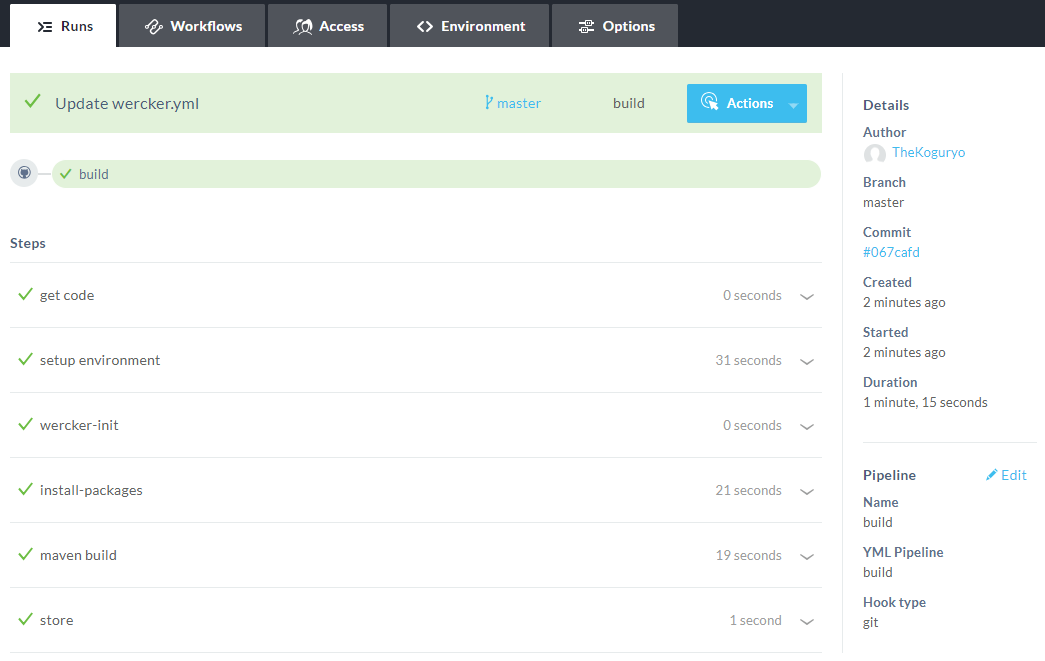 Runs
Workflows
Access
Environment
Options
Update wercker.yml
master
build
Actions
build
Steps
get code 0 seconds
setup environment 31 seconds
wercker-init 0 seconds
install-packages 21 seconds
maven build 19 seconds
store 1 second
Details
Author
TheKoguryo
Branch
master
Commit
#067cafd
Created
2 minutes ago
Started
2 minutes ago
Duration
1 minute, 15 seconds
Pipeline Edit
Name
build
YML Pipeline
build
Hook type
git